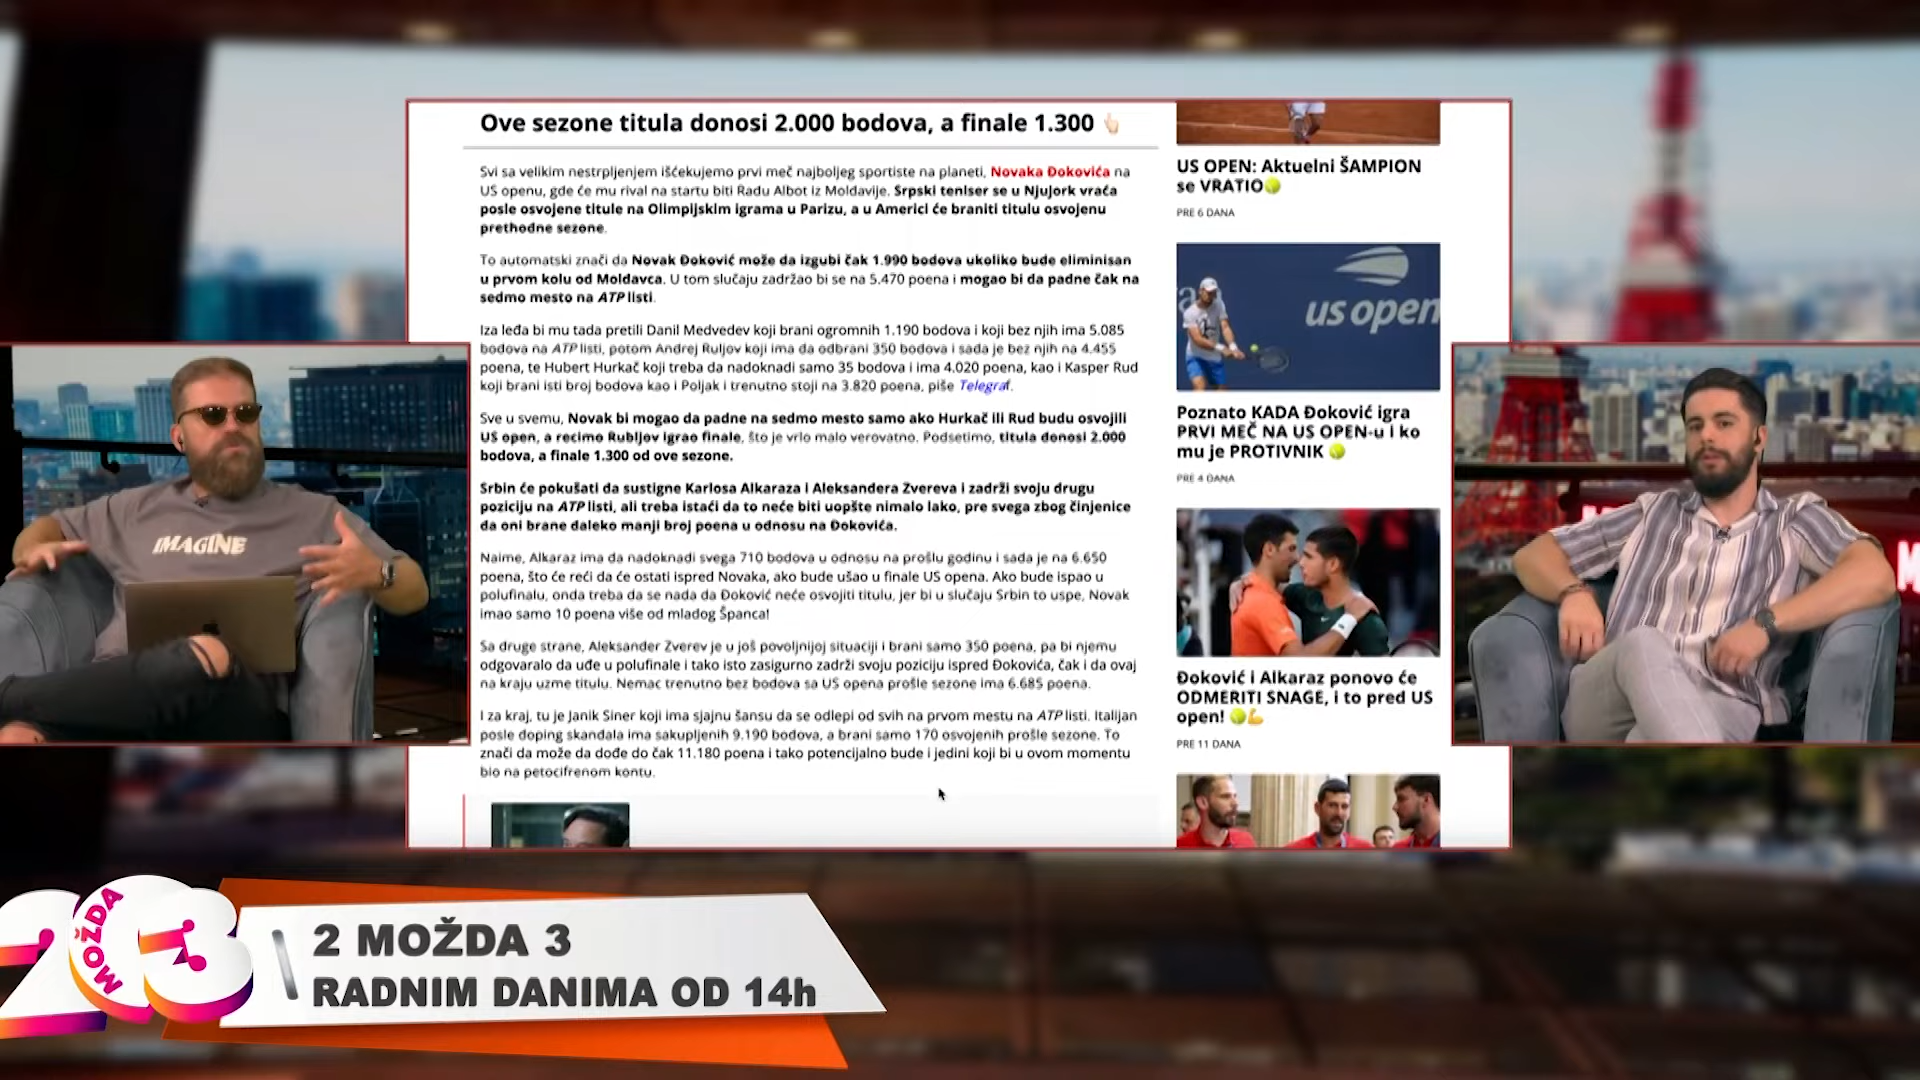 Ove sezone titula donosi 2.000 bodova, a finale 1.300 👆🏻
Svi sa velikim nestrpljenjem išćekujemo prvi meč najboljeg sportiste na planeti, Novaka Đokovića na
US openu, gde će mu rival na startu biti Radu Albot iz Moldavije. Srpski teniser se u Njujork vraća
posle osvojene titule na Olimpijskim igrama u Parizu, a u Americi će braniti titulu osvojenu
prethodne sezone.
To automatski znači da Novak Đoković može da izgubi čak 1.990 bodova ukoliko bude eliminisan
u prvom kolu od Moldavca. U tom slučaju zadržao bi se na 5.470 poena i mogao bi da padne čak na
sedmo mesto na ATP listi.
Iza leđa bi mu tada pretili Danil Medvedev koji brani ogromnih 1.190 bodova i koji bez njih ima 5.085
bodova na ATP listi, potom Andrej Ruljov koji ima da odbrani 350 bodova i sada je bez njih na 4.455
poena, te Hubert Hurkač koji treba da nadoknadi samo 35 bodova i ima 4.020 poena, kao i Kasper Rud
koji brani isti broj bodova kao i Poljak i trenutno stoji na 3.820 poena, piše Telegraf.
Sve u svemu, Novak bi mogao da padne na sedmo mesto samo ako Hurkač ili Rud budu osvojili
US open, a recimo Rubljov igrao finale, što je vrlo malo verovatno. Podsetimo, titula donosi 2.000
bodova, a finale 1.300 od ove sezone.
Srbin će pokušati da sustigne Karlosa Alkaraza i Aleksandera Zvereva i zadrži svoju drugu
poziciju na ATP listi, ali treba istaći da to neće biti uopšte nimalo lako, pre svega zbog činjenice
da oni brane daleko manji broj poena u odnosu na Đokovića.
Naime, Alkaraz ima da nadoknadi svega 710 bodova u odnosu na prošlu godinu i sada je na 6.650
poena, što će reći da će ostati ispred Novaka, ako bude ušao u finale US opena. Ako bude ispao u
polufinalu, onda treba da se nada da Đoković neće osvojiti titulu, jer bi u slučaju Srbin to uspe, Novak
imao samo 10 poena više od mladog Španca!
Sa druge strane, Aleksander Zverev je u još povoljnijoj situaciji i brani samo 350 poena, pa bi njemu
odgovaralo da uđe u polufinale i tako isto zasigurno zadrži svoju poziciju ispred Đokovića, čak i da ovaj
na kraju uzme titulu. Nemac trenutno bez bodova sa US opena prošle sezone ima 6.685 poena.
I za kraj, tu je Janik Siner koji ima sjajnu šansu da se odlepi od svih na prvom mestu na ATP listi. Italijan
posle doping skandala ima sakupljenih 9.190 bodova, a brani samo 170 osvojenih prošle sezone. To
znači da može da dođe do čak 11.180 poena i tako potencijalno bude i jedini koji bi u ovom momentu
bio na petocifrenom kontu.
US OPEN: Aktuelni ŠAMPION
se VRATIO🎾
PRE 6 DANA
us open
Poznato KADA Đoković igra
PRVI MEČ NA US OPEN-u i ko
mu je PROTIVNIK 🎾
PRE 4 DANA
Đoković i Alkaraz ponovo će
ODMERITI SNAGE, i to pred US
open! 🎾💪
PRE 11 DANA
IMAGINE
2 MOŽDA 3
2 MOŽDA 3
RADNIM DANIMA OD 14h